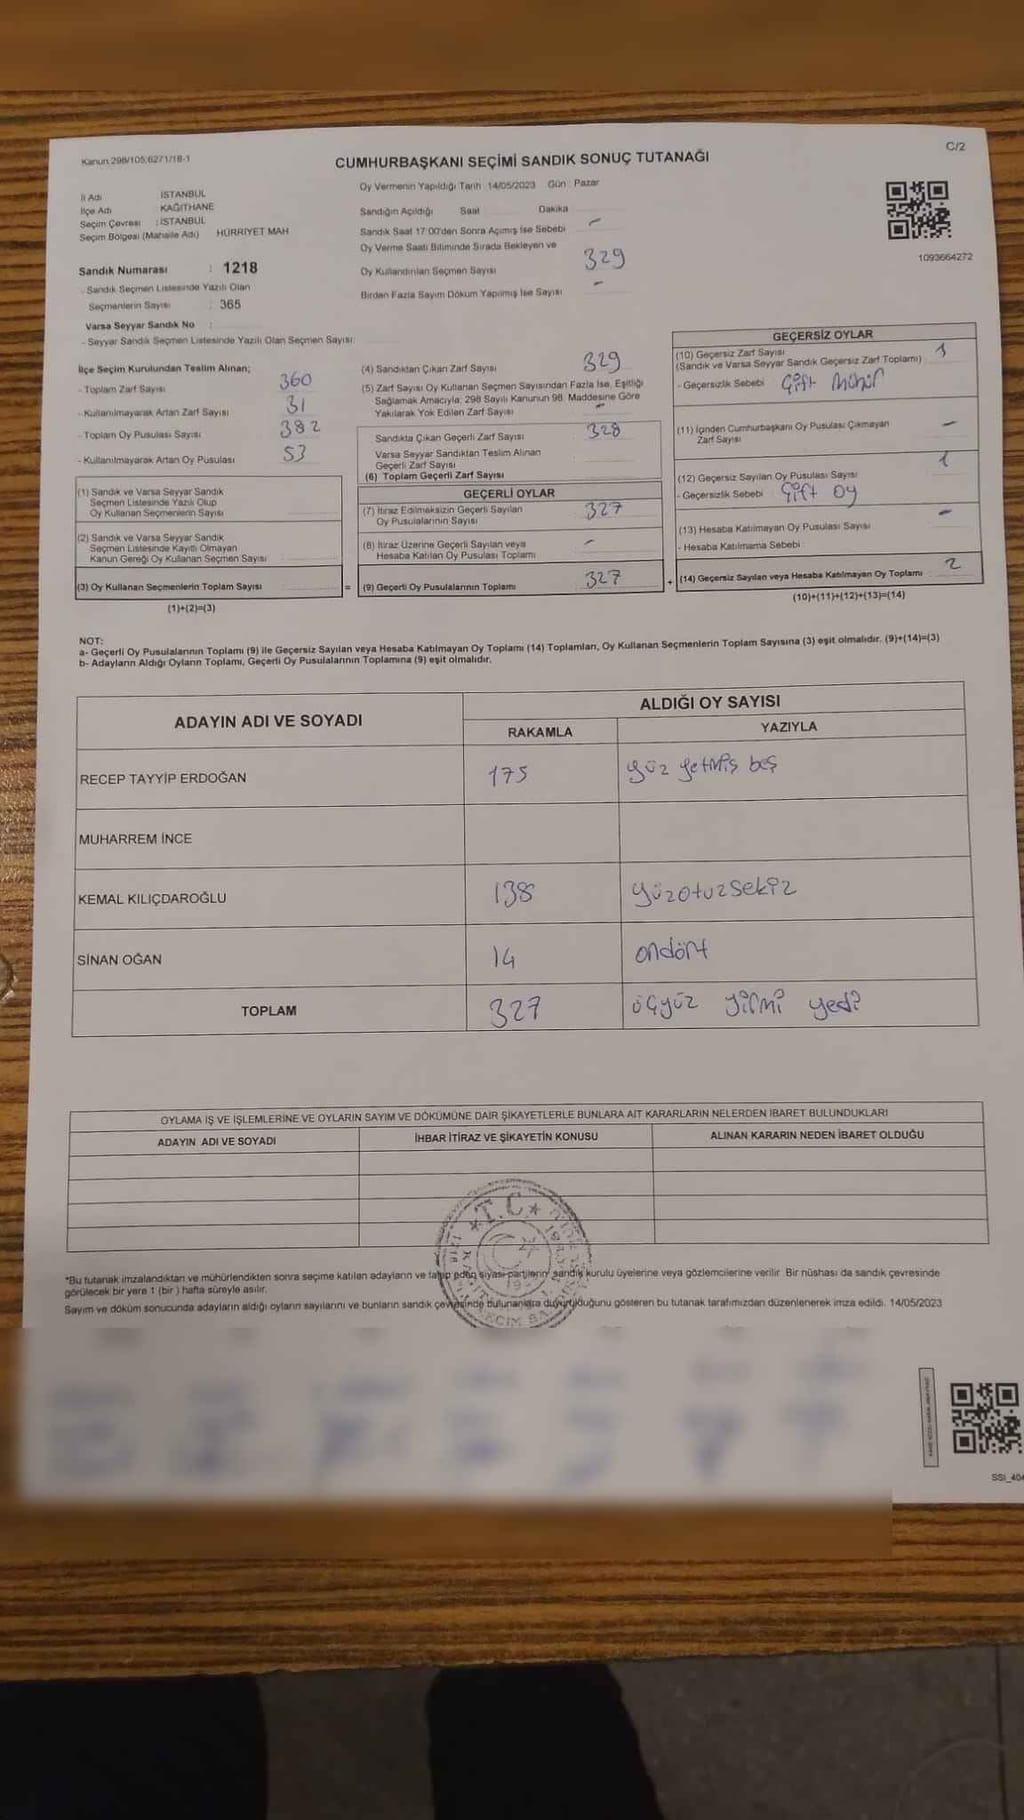 Kanun:298/105;6271/18-1
CUMHURBAŞKANI SEÇİMİ SANDIK SONUÇ TUTANAĞI
C/2
Oy Vermenin Yapıldığı Tarih 14/05/2023 Gün : Pazar
İl Adı İSTANBUL
İlçe Adı KAĞITHANE
Seçim Çevresi : İSTANBUL
Seçim Bölgesi (Mahalle Adı) HÜRRİYET MAH
Sandığın Açıldığı Saat Dakika
Sandık Saat 17:00'den Sonra Açımış İse Sebebi -
Oy Verme Saati Bitiminde Sırada Bekleyen ve
Oy Kullandırılan Seçmen Sayısı 329
Birden Fazla Sayım Döküm Yapılmış İse Sayısı -
1093664272
Sandık Numarası : 1218
- Sandık Seçmen Listesinde Yazılı Olan
Seçmenlerin Sayısı : 365
Varsa Seyyar Sandık No :
- Seyyar Sandık Seçmen Listesinde Yazılı Olan Seçmen Sayısı:
İlçe Seçim Kurulundan Teslim Alınan;
- Toplam Zarf Sayısı 360
- Kullanılmayarak Artan Zarf Sayısı 31
- Toplam Oy Pusulası Sayısı 382
- Kullanılmayarak Artan Oy Pusulası 53
(1) Sandık ve Varsa Seyyar Sandık
Seçmen Listesinde Yazılı Olup
Oy Kullanan Seçmenlerin Sayısı
(2) Sandık ve Varsa Seyyar Sandık
Seçmen Listesinde Kayıtlı Olmayan
Kanun Gereği Oy Kullanan Seçmen Sayısı
(3) Oy Kullanan Seçmenlerin Toplam Sayısı =
(1)+(2)=(3)
(4) Sandıktan Çıkan Zarf Sayısı 329
(5) Zarf Sayısı Oy Kullanan Seçmen Sayısından Fazla İse, Eşitliği
Sağlamak Amacıyla; 298 Sayılı Kanunun 98. Maddesine Göre
Yakılarak Yok Edilen Zarf Sayısı -
Sandıkta Çıkan Geçerli Zarf Sayısı 328
Varsa Seyyar Sandıktan Teslim Alınan
Geçerli Zarf Sayısı
(6) Toplam Geçerli Zarf Sayısı
GEÇERLİ OYLAR
(7) İtiraz Edilmeksizin Geçerli Sayılan
Oy Pusulalarının Sayısı 327
(8) İtiraz Üzerine Geçerli Sayılan veya
Hesaba Katılan Oy Pusulası Toplamı -
(9) Geçerli Oy Pusulalarının Toplamı 327 +
GEÇERSİZ OYLAR
(10) Geçersiz Zarf Sayısı 1
(Sandık ve Varsa Seyyar Sandık Geçersiz Zarf Toplamı)
- Geçersizlik Sebebi Çift Mühür
(11) İçinden Cumhurbaşkanı Oy Pusulası Çıkmayan
Zarf Sayısı -
(12) Geçersiz Sayılan Oy Pusulası Sayısı 1
- Geçersizlik Sebebi Çift oy
(13) Hesaba Katılmayan Oy Pusulası Sayısı -
- Hesaba Katılmama Sebebi
(14) Geçersiz Sayılan veya Hesaba Katılmayan Oy Toplamı 2
(10)+(11)+(12)+(13)=(14)
NOT:
a- Geçerli Oy Pusulalarının Toplamı (9) ile Geçersiz Sayılan veya Hesaba Katılmayan Oy Toplamı (14) Toplamları, Oy Kullanan Seçmenlerin Toplam Sayısına (3) eşit olmalıdır. (9)+(14)=(3)
b- Adayların Aldığı Oyların Toplamı, Geçerli Oy Pusulalarının Toplamına (9) eşit olmalıdır.
ADAYIN ADI VE SOYADI ALDIĞI OY SAYISI
RAKAMLA YAZIYLA
RECEP TAYYİP ERDOĞAN 175 yüz yetmiş beş
MUHARREM İNCE
KEMAL KILIÇDAROĞLU 138 yüzotuzsekiz
SİNAN OĞAN 14 ondört
TOPLAM 327 üçyüz yirmi yedi
OYLAMA İŞ VE İŞLEMLERİNE VE OYLARIN SAYIM VE DÖKÜMÜNE DAİR ŞİKAYETLERLE BUNLARA AİT KARARLARIN NELERDEN İBARET BULUNDUKLARI
ADAYIN ADI VE SOYADI İHBAR İTİRAZ VE ŞİKAYETİN KONUSU ALINAN KARARIN NEDEN İBARET OLDUĞU
T.C.
*Bu tutanak imzalandıktan ve mühürlendikten sonra seçime katılan adayların ve takip eden siyasi partilerin sandık kurulu üyelerine veya gözlemcilerine verilir. Bir nüshası da sandık çevresinde
görülecek bir yere 1 (bir ) hafta süreyle asılır.
Sayım ve döküm sonucunda adayların aldığı oyların sayılarını ve bunların sandık çevresinde bulunanlara duyurulduğunu gösteren bu tutanak tarafımızdan düzenlenerek imza edildi. 14/05/2023